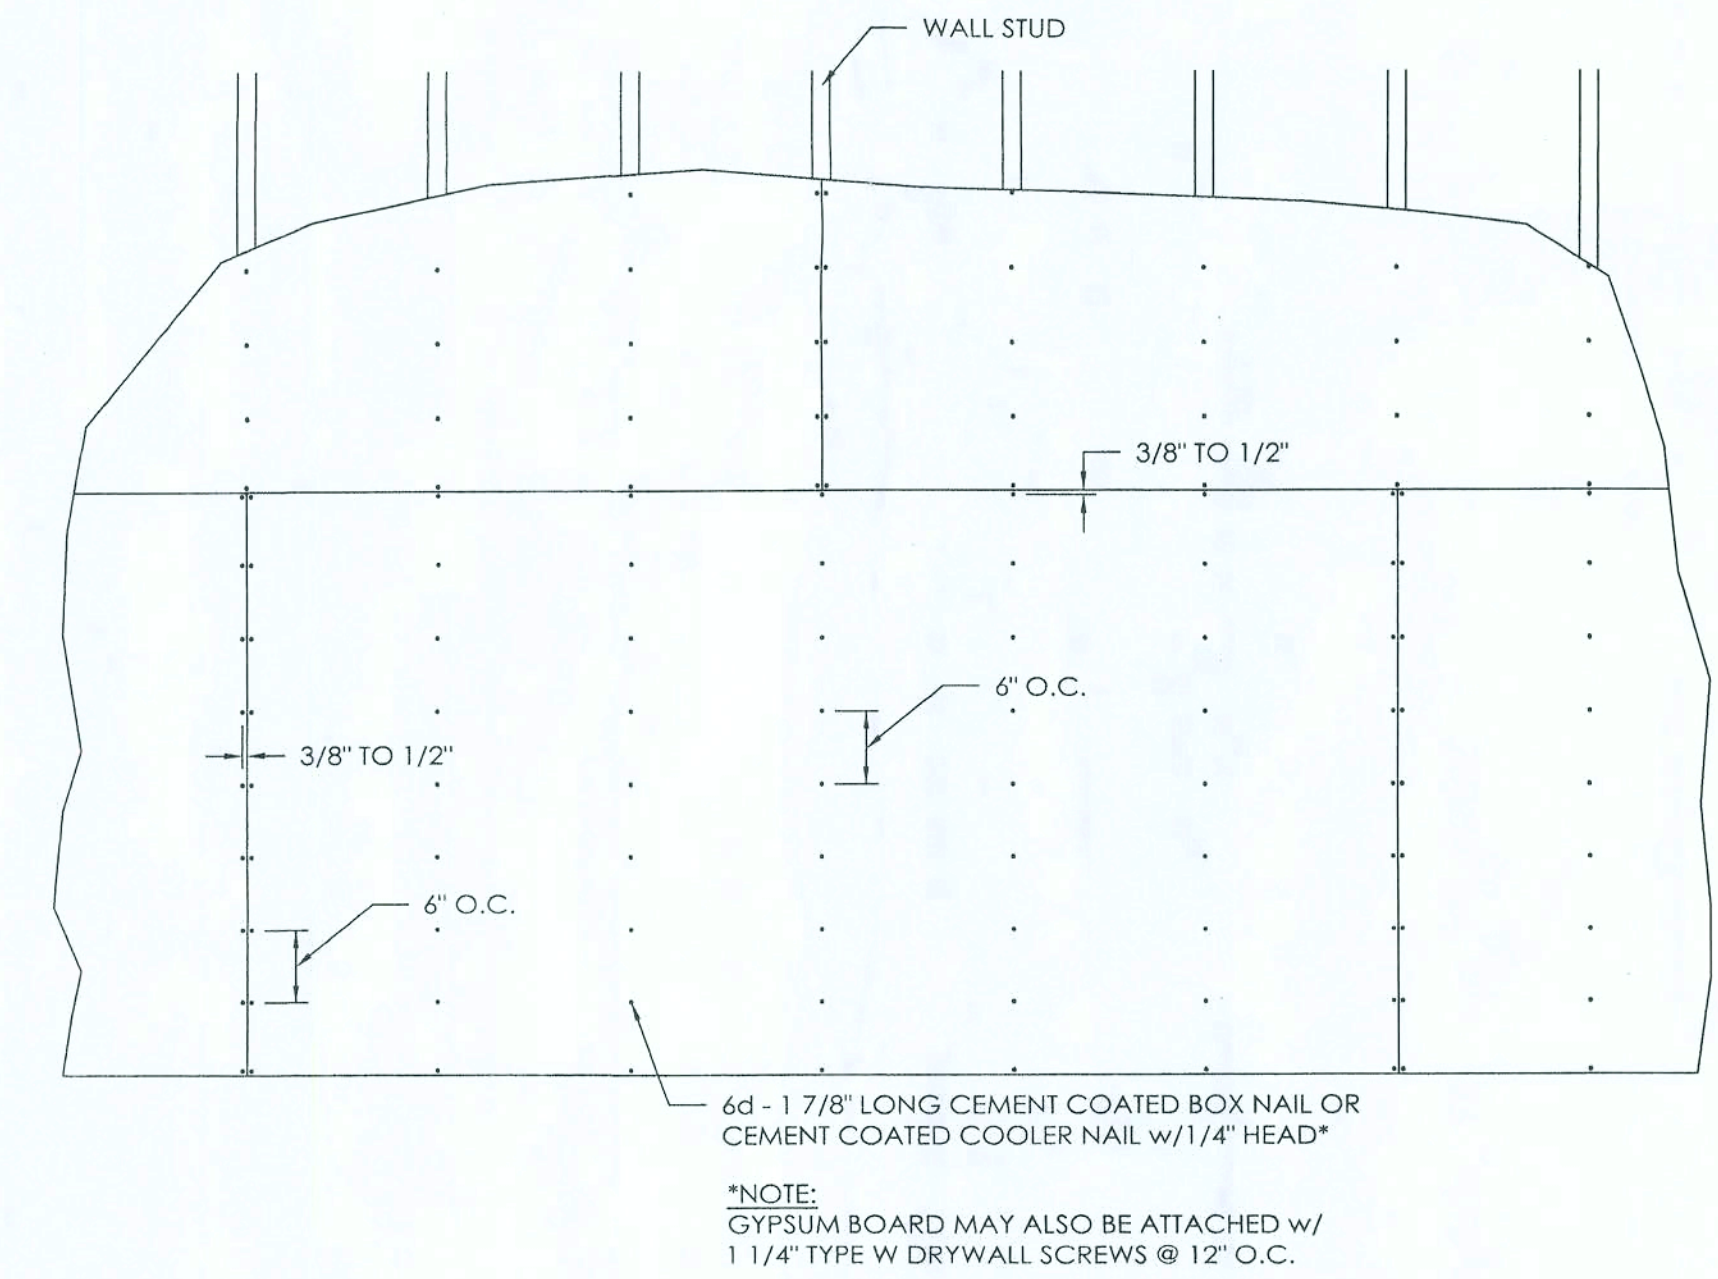 WALL STUD
3/8" TO 1/2"
6" O.C.
3/8" TO 1/2"
6" O.C.
6d - 1 7/8" LONG CEMENT COATED BOX NAIL OR
CEMENT COATED COOLER NAIL w/1/4" HEAD*
*NOTE:
GYPSUM BOARD MAY ALSO BE ATTACHED w/
1 1/4" TYPE W DRYWALL SCREWS @ 12" O.C.